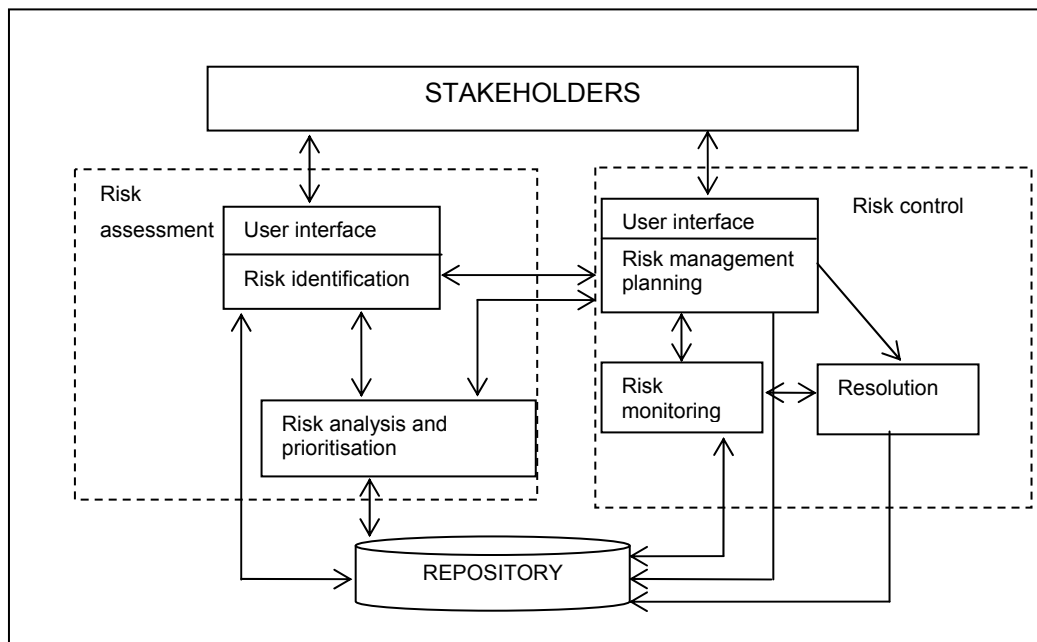 STAKEHOLDERS
Risk
assessment
User interface
Risk identification
Risk analysis and
prioritisation
User interface
Risk management
planning
Risk control
Risk
monitoring
Resolution
REPOSITORY